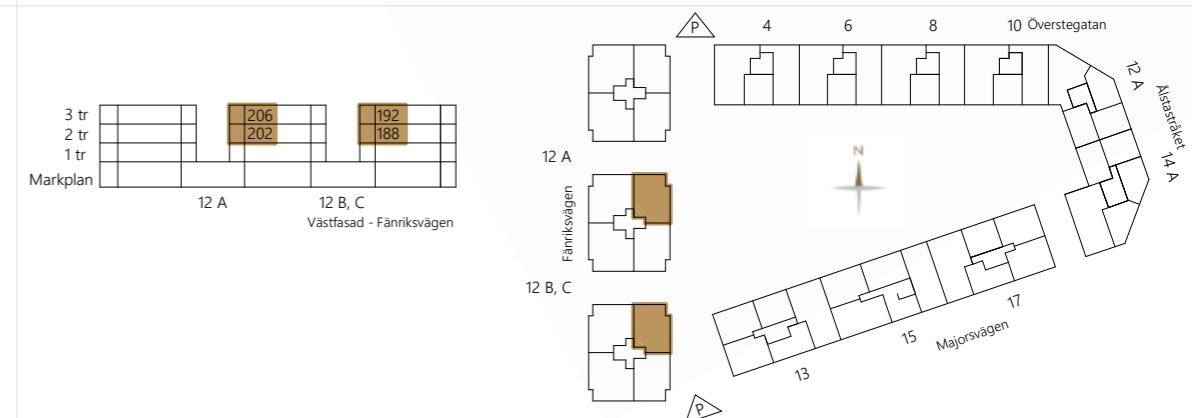 P
4
6
8
10 Överstegatan
12 A
Ålstastråket
14 A
3 tr
206
192
2 tr
202
188
1 tr
Markplan
12 A
12 B, C
Västfasad - Fänriksvägen
12 A
Fänriksvägen
12 B, C
N
13
15
17
Majorsvägen
P